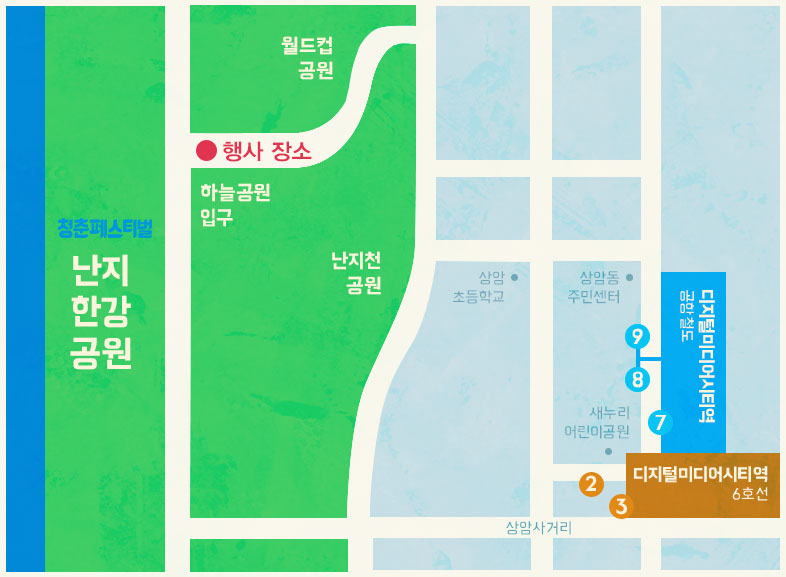 월드컵
공원
행사 장소
하늘공원
입구
청춘페스티벌
난지
한강
공원
난지천
공원
상암
초등학교
상암동
주민센터
디지털미디어시티역
공항 철도
9
8
7
새누리
어린이공원
2
3
디지털미디어시티역
6호선
상암사거리